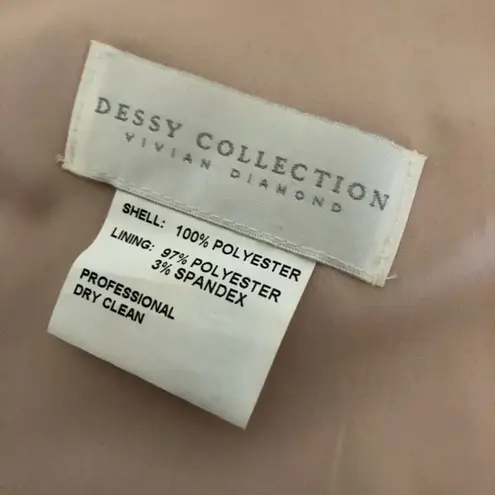 DESSY COLLECTION
VIVIAN DIAMOND
SHELL: 100% POLYESTER
LINING: 97% POLYESTER
3% SPANDEX
PROFESSIONAL
DRY CLEAN